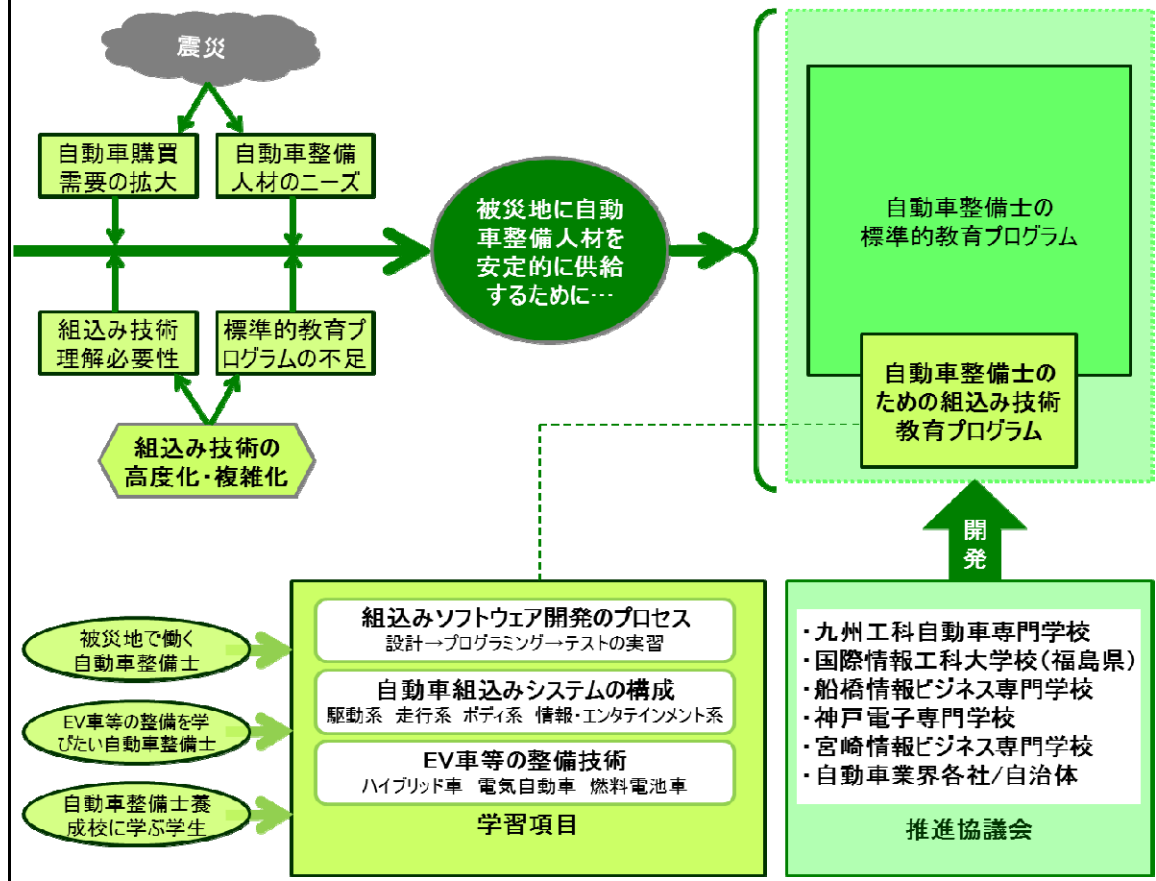 震災
自動車購買
需要の拡大
自動車整備
人材のニーズ
組込み技術
理解必要性
標準的教育プ
ログラムの不足
組込み技術の
高度化・複雑化
被災地に自動
車整備人材を
安定的に供給
するために…
自動車整備士の
標準的教育プログラム
自動車整備士の
ための組込み技術
教育プログラム
開
発
被災地で働く
自動車整備士
EV車等の整備を学
びたい自動車整備士
自動車整備士養
成校に学ぶ学生
組込みソフトウェア開発のプロセス
設計→プログラミング→テストの実習
自動車組込みシステムの構成
駆動系 走行系 ボディ系 情報・エンタテインメント系
EV車等の整備技術
ハイブリッド車 電気自動車 燃料電池車
学習項目
・九州工科自動車専門学校
・国際情報工科大学校(福島県)
・船橋情報ビジネス専門学校
・神戸電子専門学校
・宮崎情報ビジネス専門学校
・自動車業界各社/自治体
推進協議会